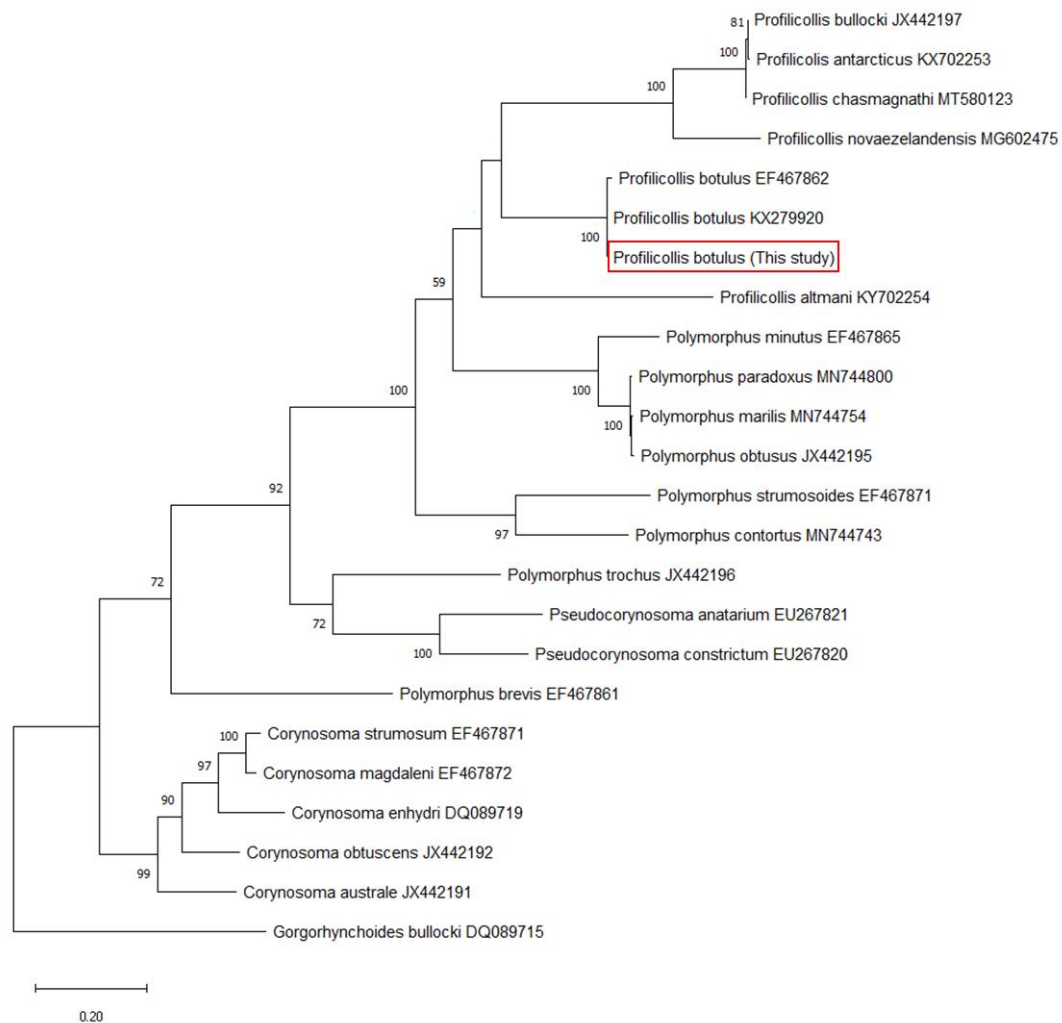 81
Profilicollis bullocki JX442197
100
Profilicolis antarcticus KX702253
100
Profilicollis chasmagnathi MT580123
Profilicollis novaezelandensis MG602475
Profilicollis botulus EF467862
Profilicollis botulus KX279920
100
Profilicollis botulus (This study)
59
Profilicollis altmani KY702254
Polymorphus minutus EF467865
Polymorphus paradoxus MN744800
100
100
Polymorphus marilis MN744754
100
Polymorphus obtusus JX442195
92
Polymorphus strumosoides EF467871
97
Polymorphus contortus MN744743
72
Polymorphus trochus JX442196
Pseudocorynosoma anatarium EU267821
72
100
Pseudocorynosoma constrictum EU267820
Polymorphus brevis EF467861
100
Corynosoma strumosum EF467871
97
Corynosoma magdaleni EF467872
90
Corynosoma enhydri DQ089719
Corynosoma obtuscens JX442192
99
Corynosoma australe JX442191
Gorgorhynchoides bullocki DQ089715
0.20